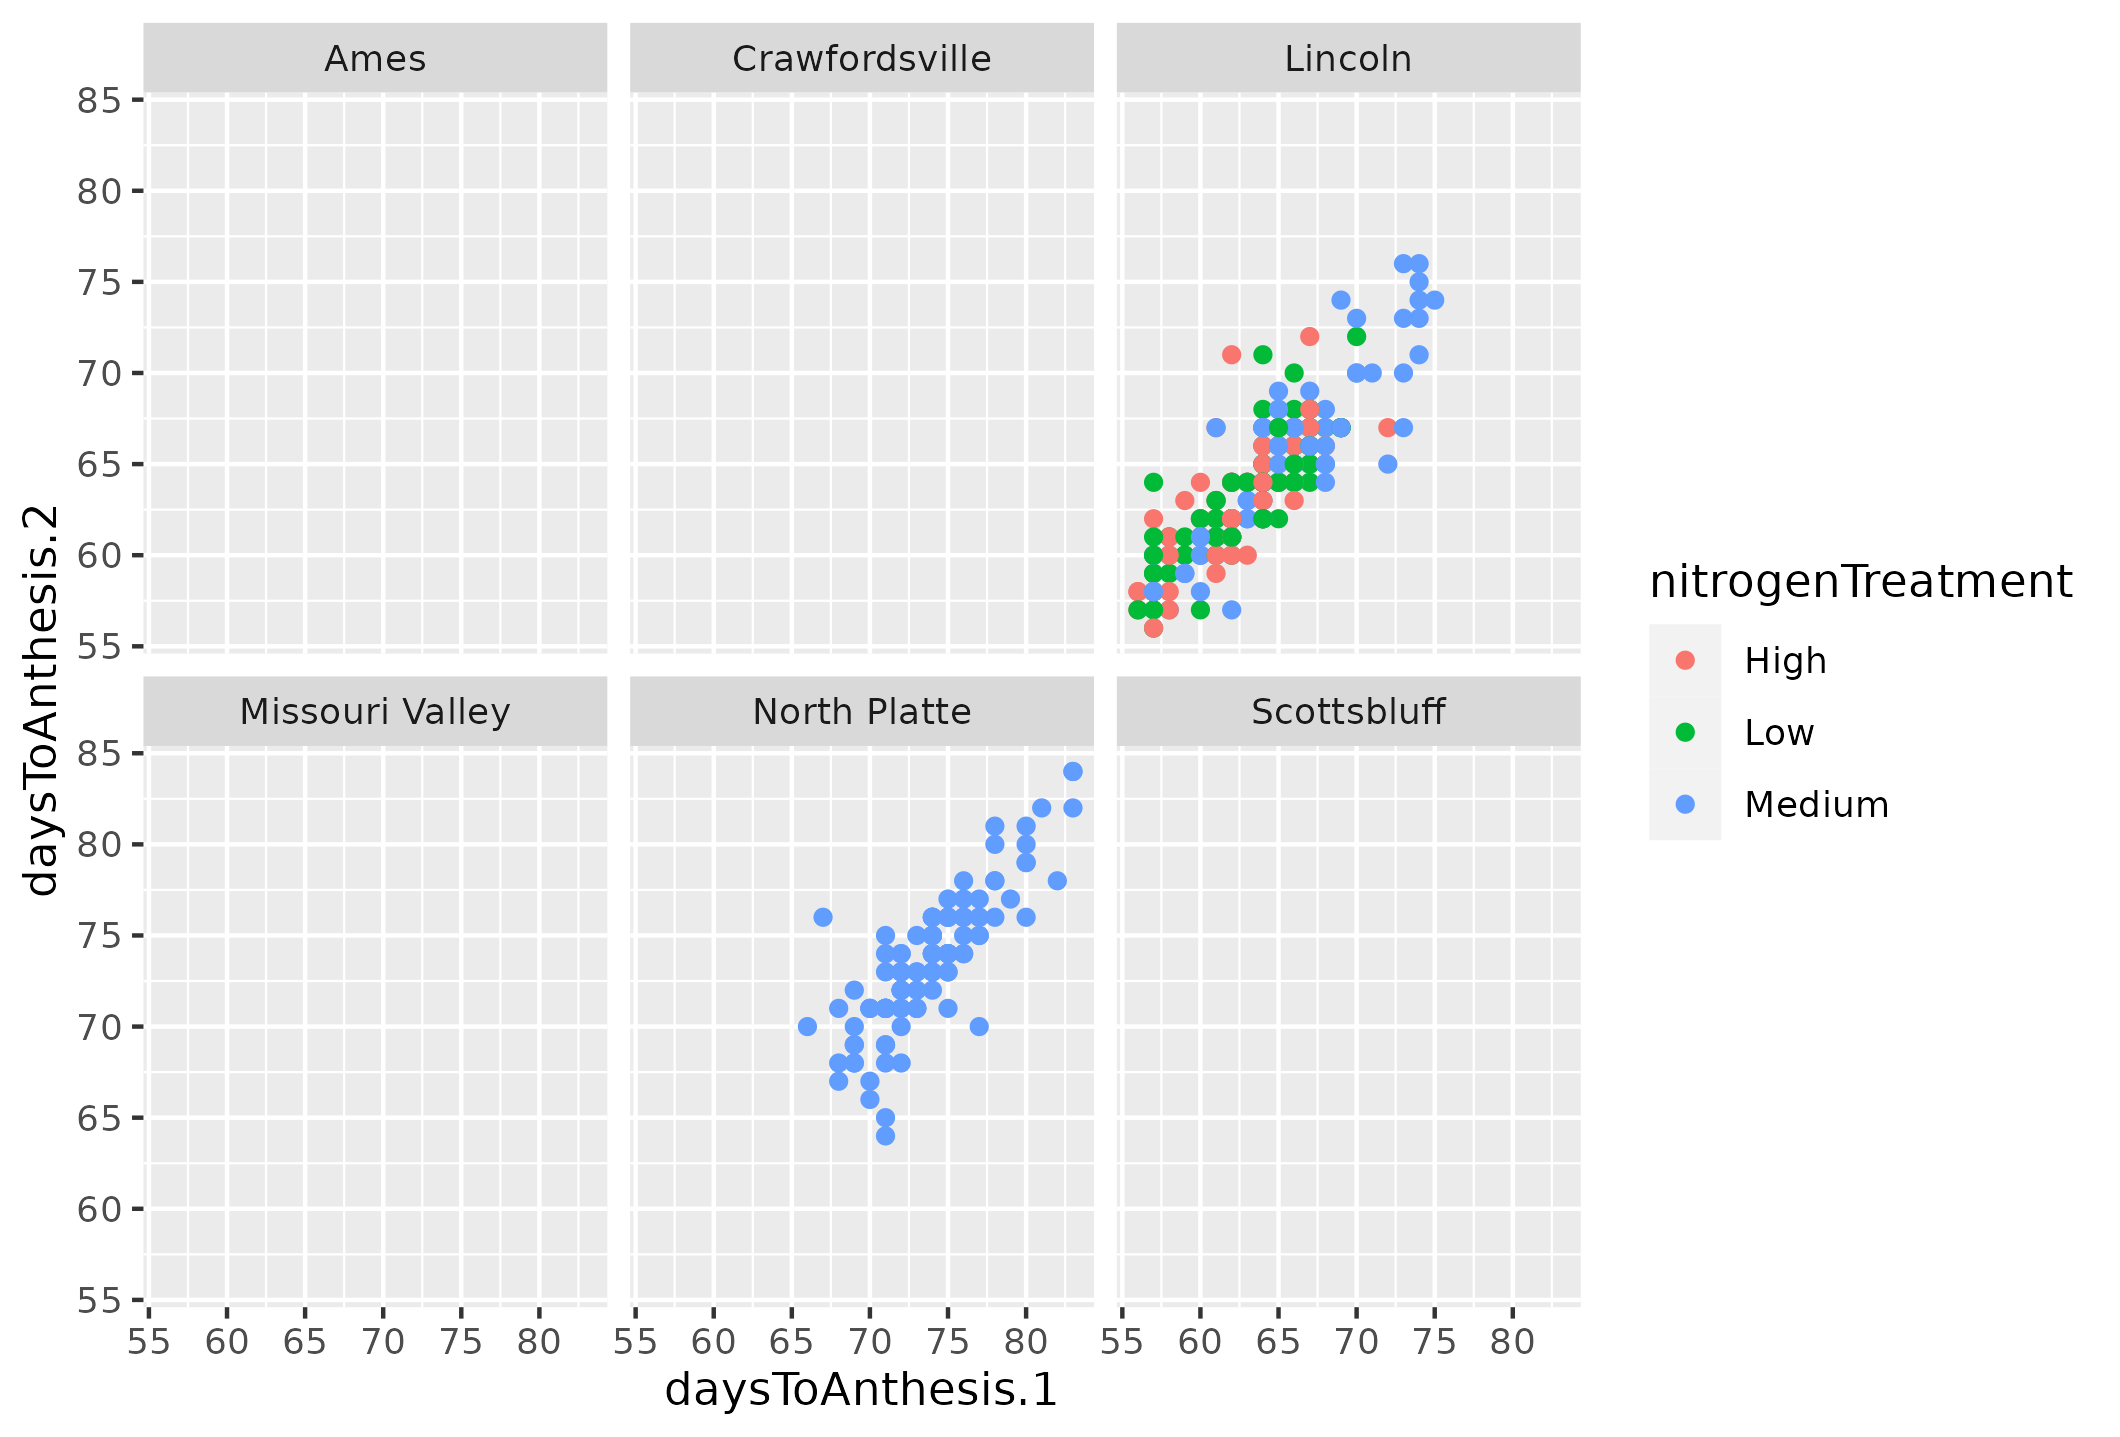 Ames Crawfordsville Lincoln
85
80
75
70
65
60
55
Missouri Valley North Platte Scottsbluff
85
80
75
70
65
60
55
55 60 65 70 75 80 55 60 65 70 75 80 55 60 65 70 75 80
daysToAnthesis.1
daysToAnthesis.2
nitrogenTreatment
High
Low
Medium